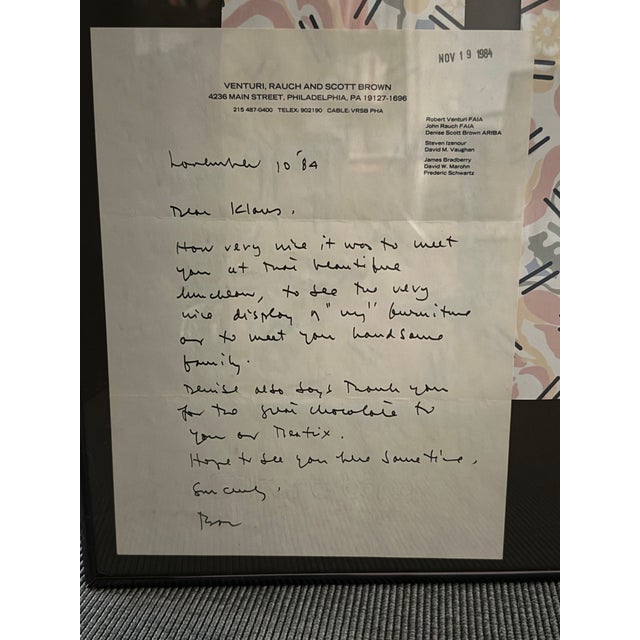 NOV 19 1984
VENTURI, RAUCH AND SCOTT BROWN
4236 MAIN STREET, PHILADELPHIA, PA 19127-1696
215 487-0400 TELEX: 902190 CABLE: VRSB PHA
Robert Venturi FAIA
John Rauch FAIA
Denise Scott Brown ARIBA
Steven Izenour
David M. Vaughan
James Bradberry
David W. Marohn
Frederic Schwartz
November 10 '84
Dear Klaus,
How very nice it was to meet
you at that beautiful
luncheon, to see the very
nice display of "my" furniture
and to meet your handsome
family.
Denise also says thank you
for the great chocolate to
you and
Hope to see you here sometime.
Sincerely,
Bob